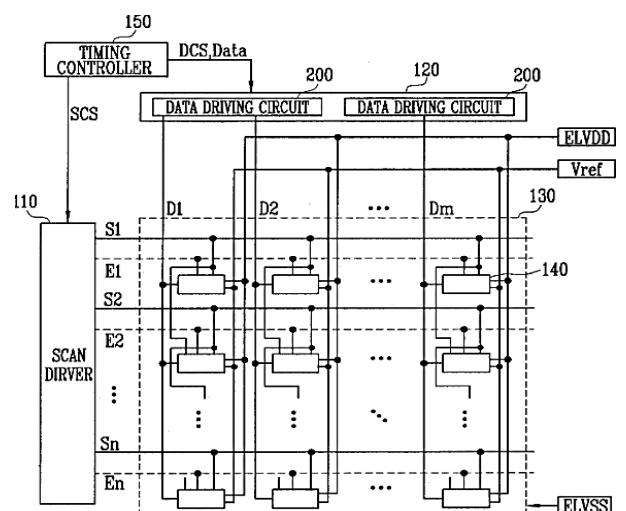 150
TIMING CONTROLLER
DCS,Data
SCS
200
120
200
DATA DRIVING CIRCUIT
DATA DRIVING CIRCUIT
ELVDD
Vref
110
D1
D2
...
Dm
130
S1
E1
...
140
S2
E2
SCAN DIRVER
...
Sn
En
...
ELVSS